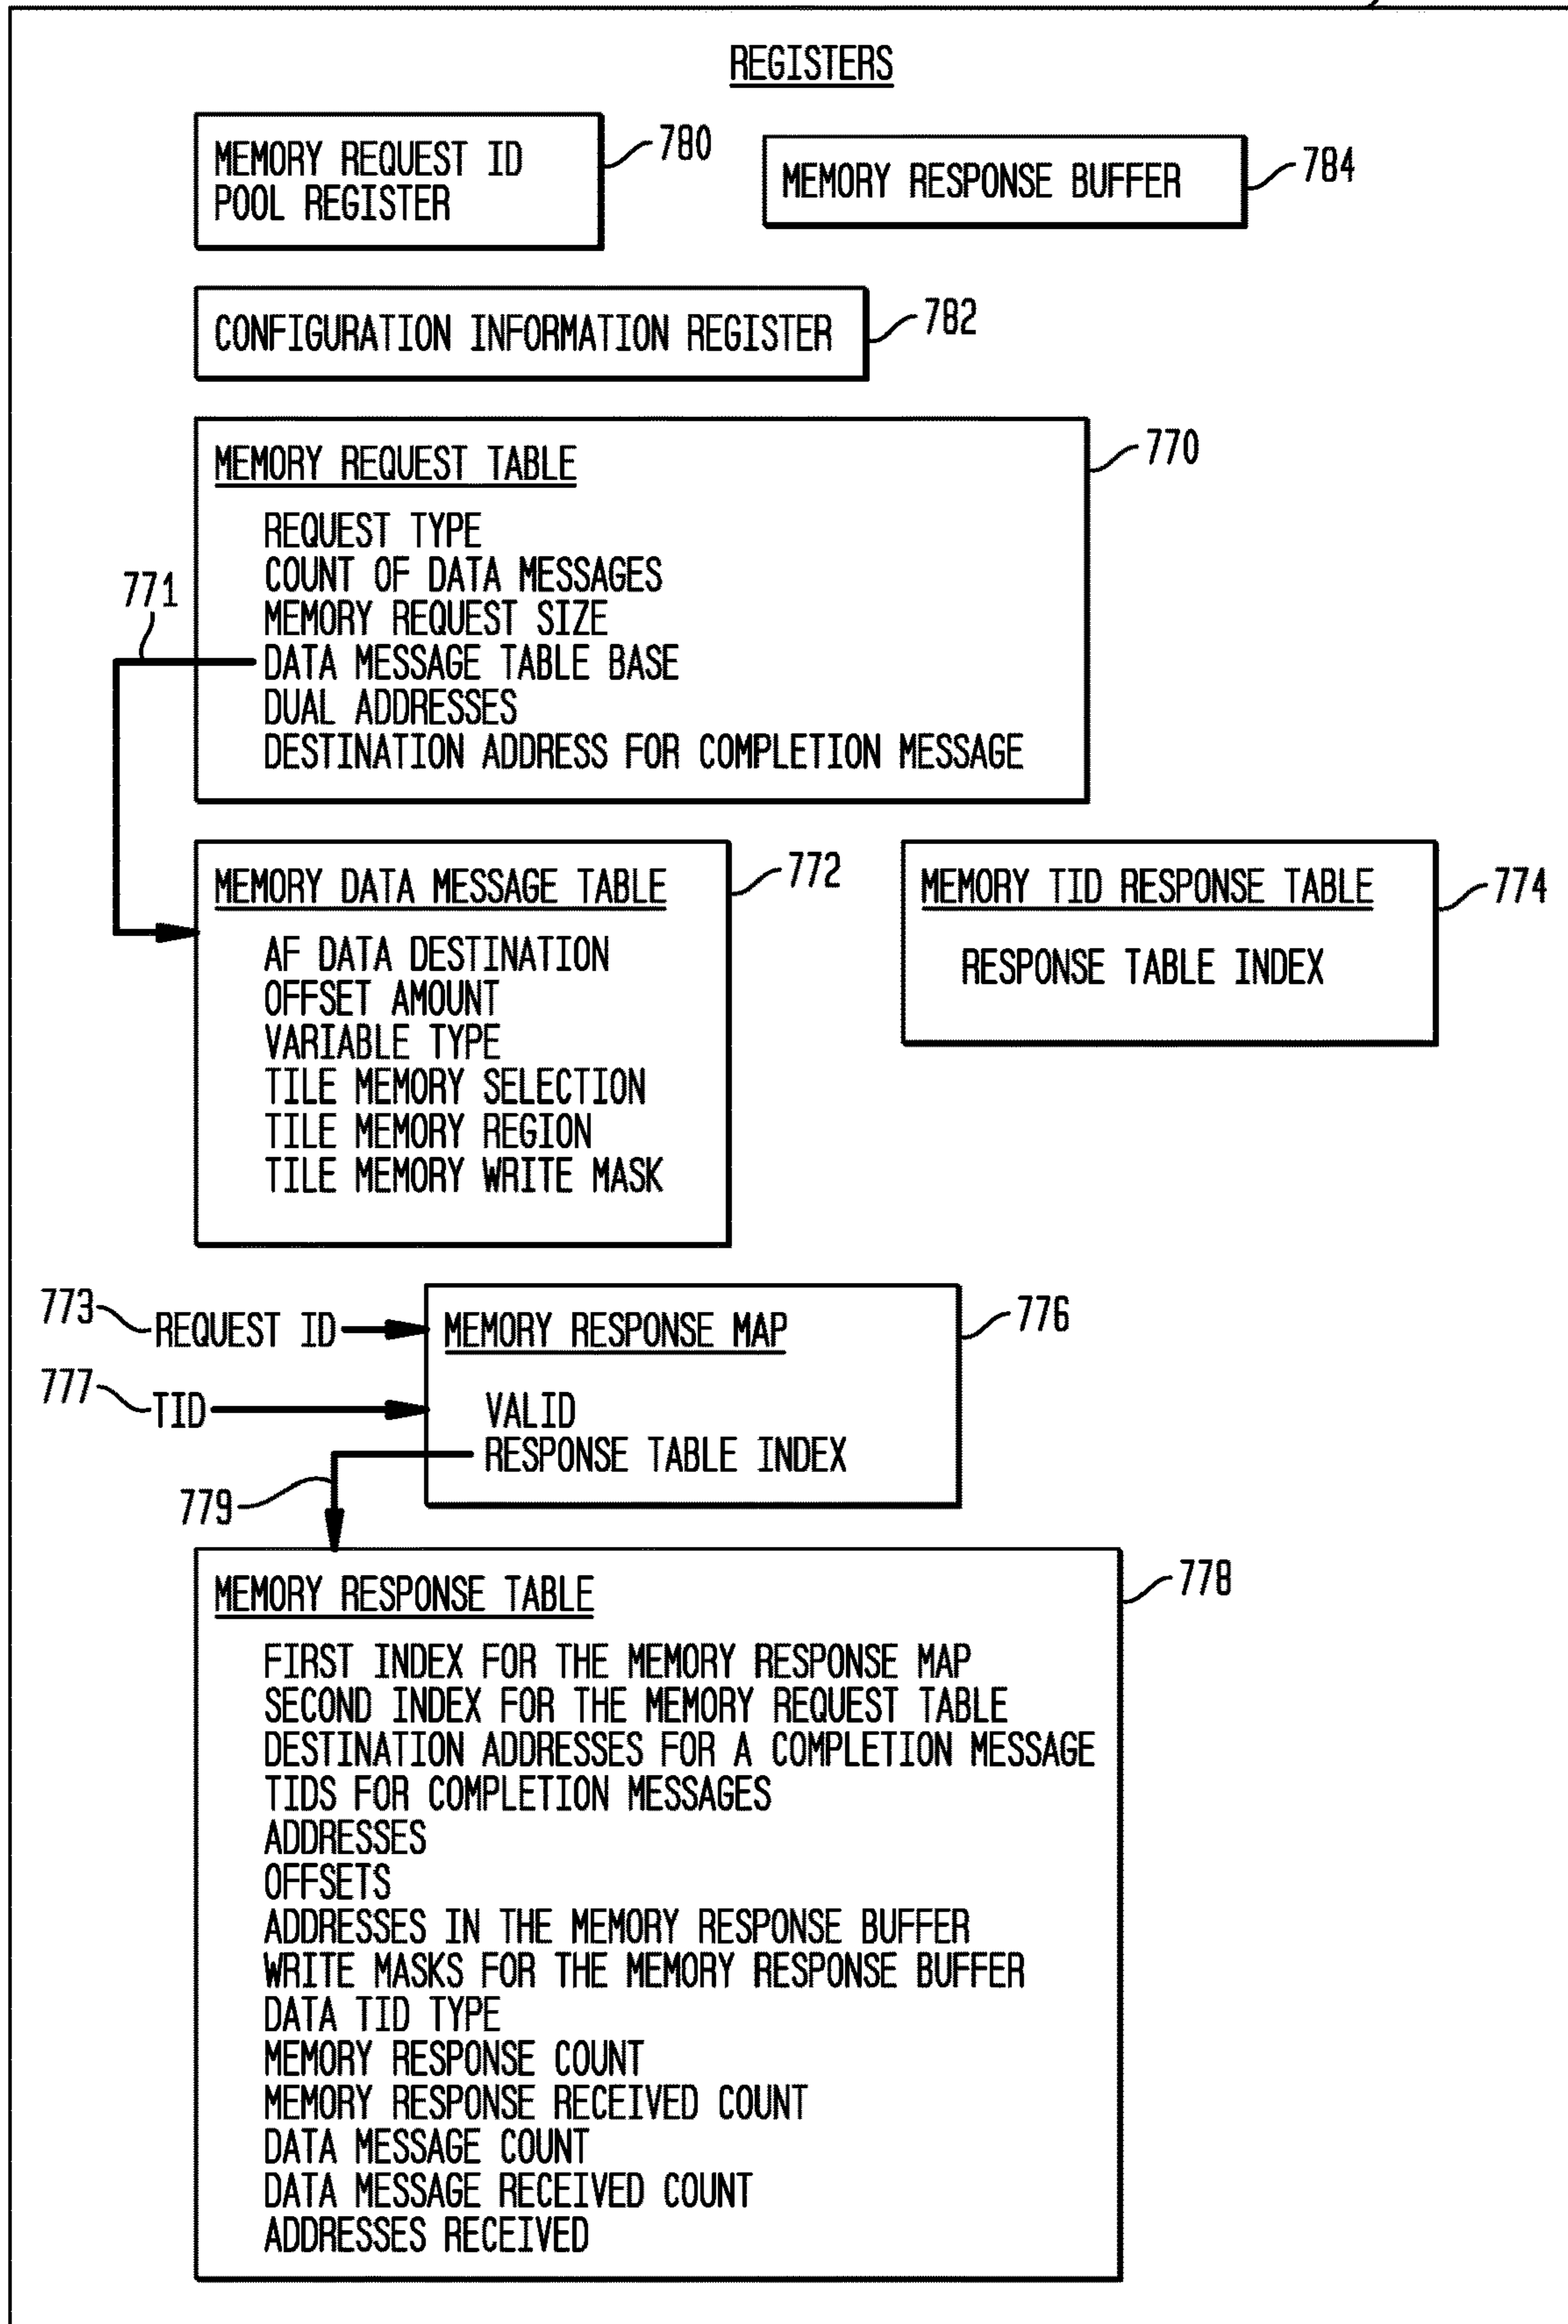 REGISTERS
MEMORY REQUEST ID
POOL REGISTER
780
MEMORY RESPONSE BUFFER
784
CONFIGURATION INFORMATION REGISTER
782
MEMORY REQUEST TABLE
770
REQUEST TYPE
COUNT OF DATA MESSAGES
MEMORY REQUEST SIZE
DATA MESSAGE TABLE BASE
DUAL ADDRESSES
DESTINATION ADDRESS FOR COMPLETION MESSAGE
771
MEMORY DATA MESSAGE TABLE
772
AF DATA DESTINATION
OFFSET AMOUNT
VARIABLE TYPE
TILE MEMORY SELECTION
TILE MEMORY REGION
TILE MEMORY WRITE MASK
MEMORY TID RESPONSE TABLE
774
RESPONSE TABLE INDEX
773
REQUEST ID
777
TID
MEMORY RESPONSE MAP
776
VALID
RESPONSE TABLE INDEX
779
MEMORY RESPONSE TABLE
778
FIRST INDEX FOR THE MEMORY RESPONSE MAP
SECOND INDEX FOR THE MEMORY REQUEST TABLE
DESTINATION ADDRESSES FOR A COMPLETION MESSAGE
TIDS FOR COMPLETION MESSAGES
ADDRESSES
OFFSETS
ADDRESSES IN THE MEMORY RESPONSE BUFFER
WRITE MASKS FOR THE MEMORY RESPONSE BUFFER
DATA TID TYPE
MEMORY RESPONSE COUNT
MEMORY RESPONSE RECEIVED COUNT
DATA MESSAGE COUNT
DATA MESSAGE RECEIVED COUNT
ADDRESSES RECEIVED